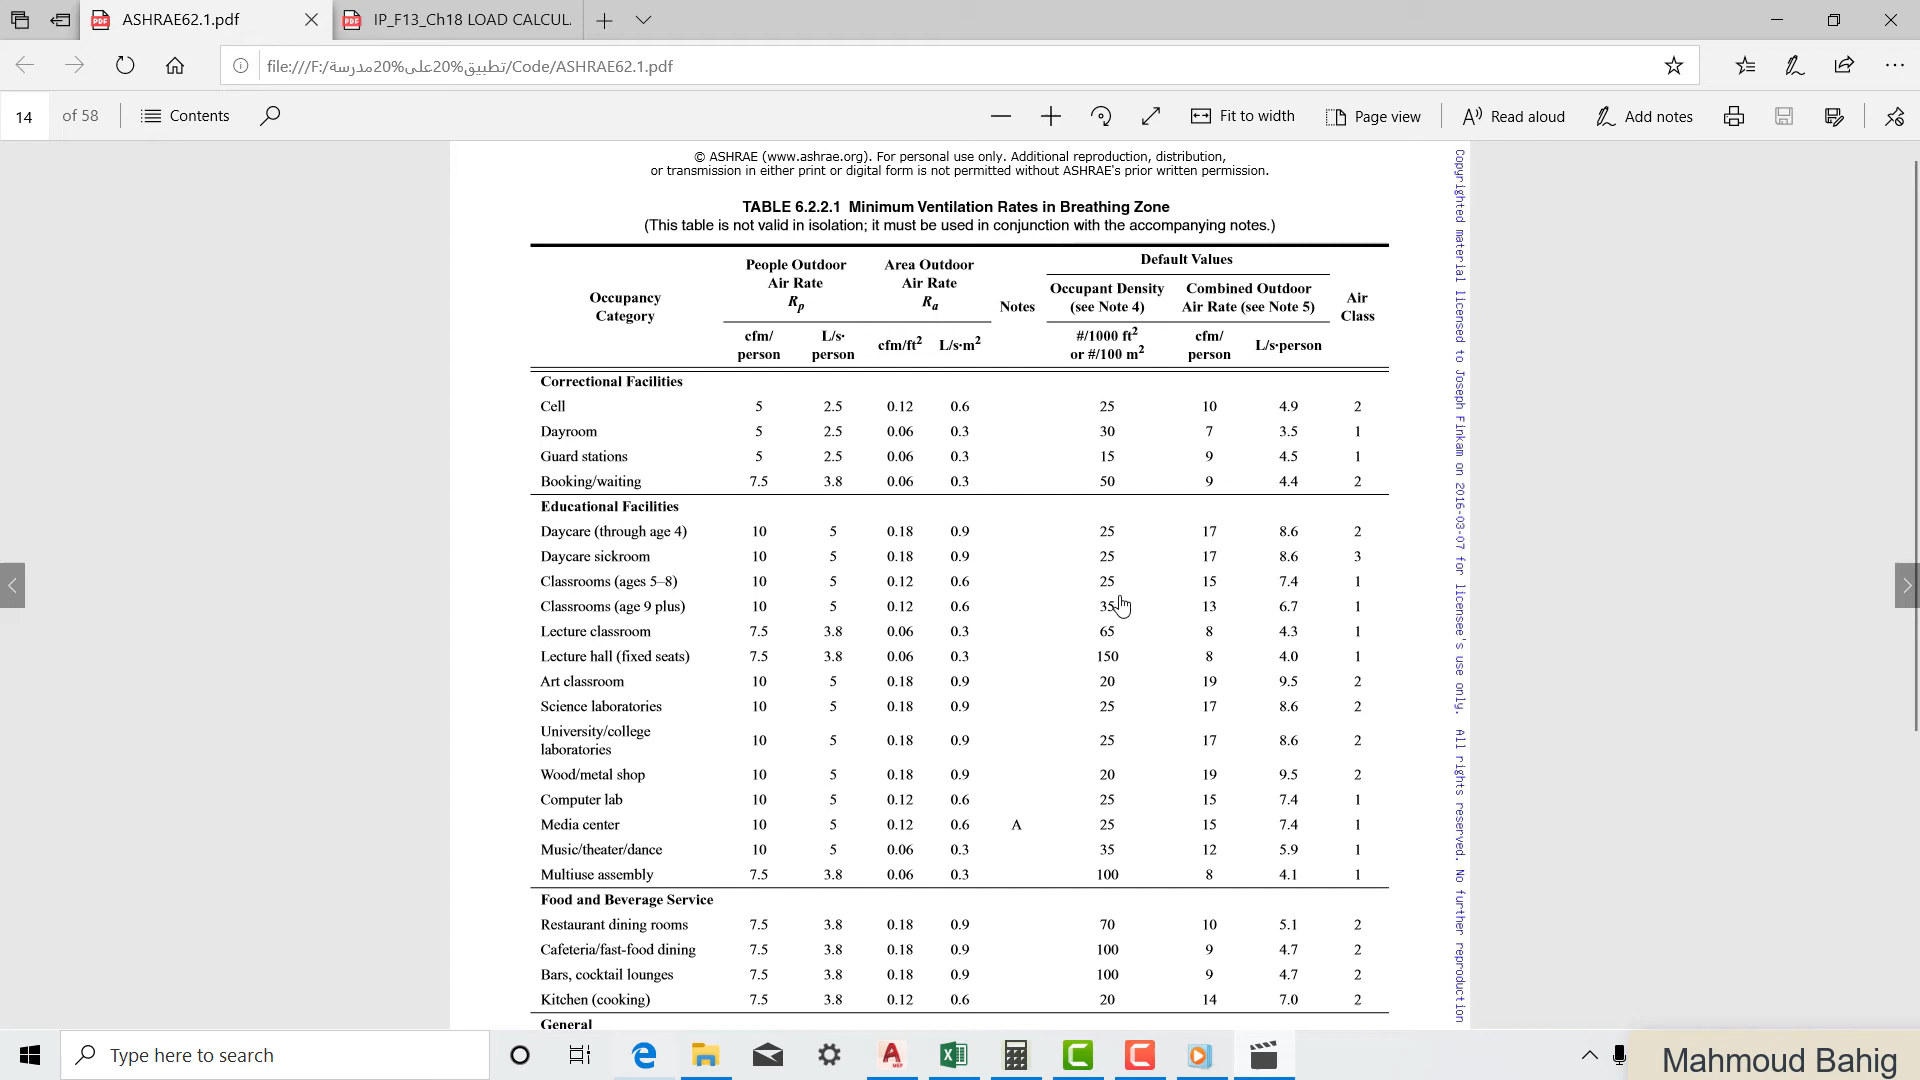 ASHRAE62.1.pdf
IP_F13_Ch18 LOAD CALCUL.
file:///F:/تطبيق%20على%20مدرسة/Code/ASHRAE62.1.pdf
14 of 58 Contents Fit to width Page view Read aloud Add notes
© ASHRAE (www.ashrae.org). For personal use only. Additional reproduction, distribution,
or transmission in either print or digital form is not permitted without ASHRAE's prior written permission.
TABLE 6.2.2.1 Minimum Ventilation Rates in Breathing Zone
(This table is not valid in isolation; it must be used in conjunction with the accompanying notes.)
Occupancy Category
People Outdoor Air Rate Rp
Area Outdoor Air Rate Ra
Notes
Default Values
Occupant Density (see Note 4)
Combined Outdoor Air Rate (see Note 5)
Air Class
cfm/person L/s·person cfm/ft² L/s·m² #/1000 ft² or #/100 m² cfm/person L/s·person
Correctional Facilities
Cell 5 2.5 0.12 0.6 25 10 4.9 2
Dayroom 5 2.5 0.06 0.3 30 7 3.5 1
Guard stations 5 2.5 0.06 0.3 15 9 4.5 1
Booking/waiting 7.5 3.8 0.06 0.3 50 9 4.4 2
Educational Facilities
Daycare (through age 4) 10 5 0.18 0.9 25 17 8.6 2
Daycare sickroom 10 5 0.18 0.9 25 17 8.6 3
Classrooms (ages 5–8) 10 5 0.12 0.6 25 15 7.4 1
Classrooms (age 9 plus) 10 5 0.12 0.6 35 13 6.7 1
Lecture classroom 7.5 3.8 0.06 0.3 65 8 4.3 1
Lecture hall (fixed seats) 7.5 3.8 0.06 0.3 150 8 4.0 1
Art classroom 10 5 0.18 0.9 20 19 9.5 2
Science laboratories 10 5 0.18 0.9 25 17 8.6 2
University/college laboratories 10 5 0.18 0.9 25 17 8.6 2
Wood/metal shop 10 5 0.18 0.9 20 19 9.5 2
Computer lab 10 5 0.12 0.6 25 15 7.4 1
Media center 10 5 0.12 0.6 A 25 15 7.4 1
Music/theater/dance 10 5 0.06 0.3 35 12 5.9 1
Multiuse assembly 7.5 3.8 0.06 0.3 100 8 4.1 1
Food and Beverage Service
Restaurant dining rooms 7.5 3.8 0.18 0.9 70 10 5.1 2
Cafeteria/fast-food dining 7.5 3.8 0.18 0.9 100 9 4.7 2
Bars, cocktail lounges 7.5 3.8 0.18 0.9 100 9 4.7 2
Kitchen (cooking) 7.5 3.8 0.12 0.6 20 14 7.0 2
General
Copyrighted material licensed to Joseph Finkam on 2016-03-07 for licensee's use only. All rights reserved. No further reproduction
Type here to search
Mahmoud Bahig